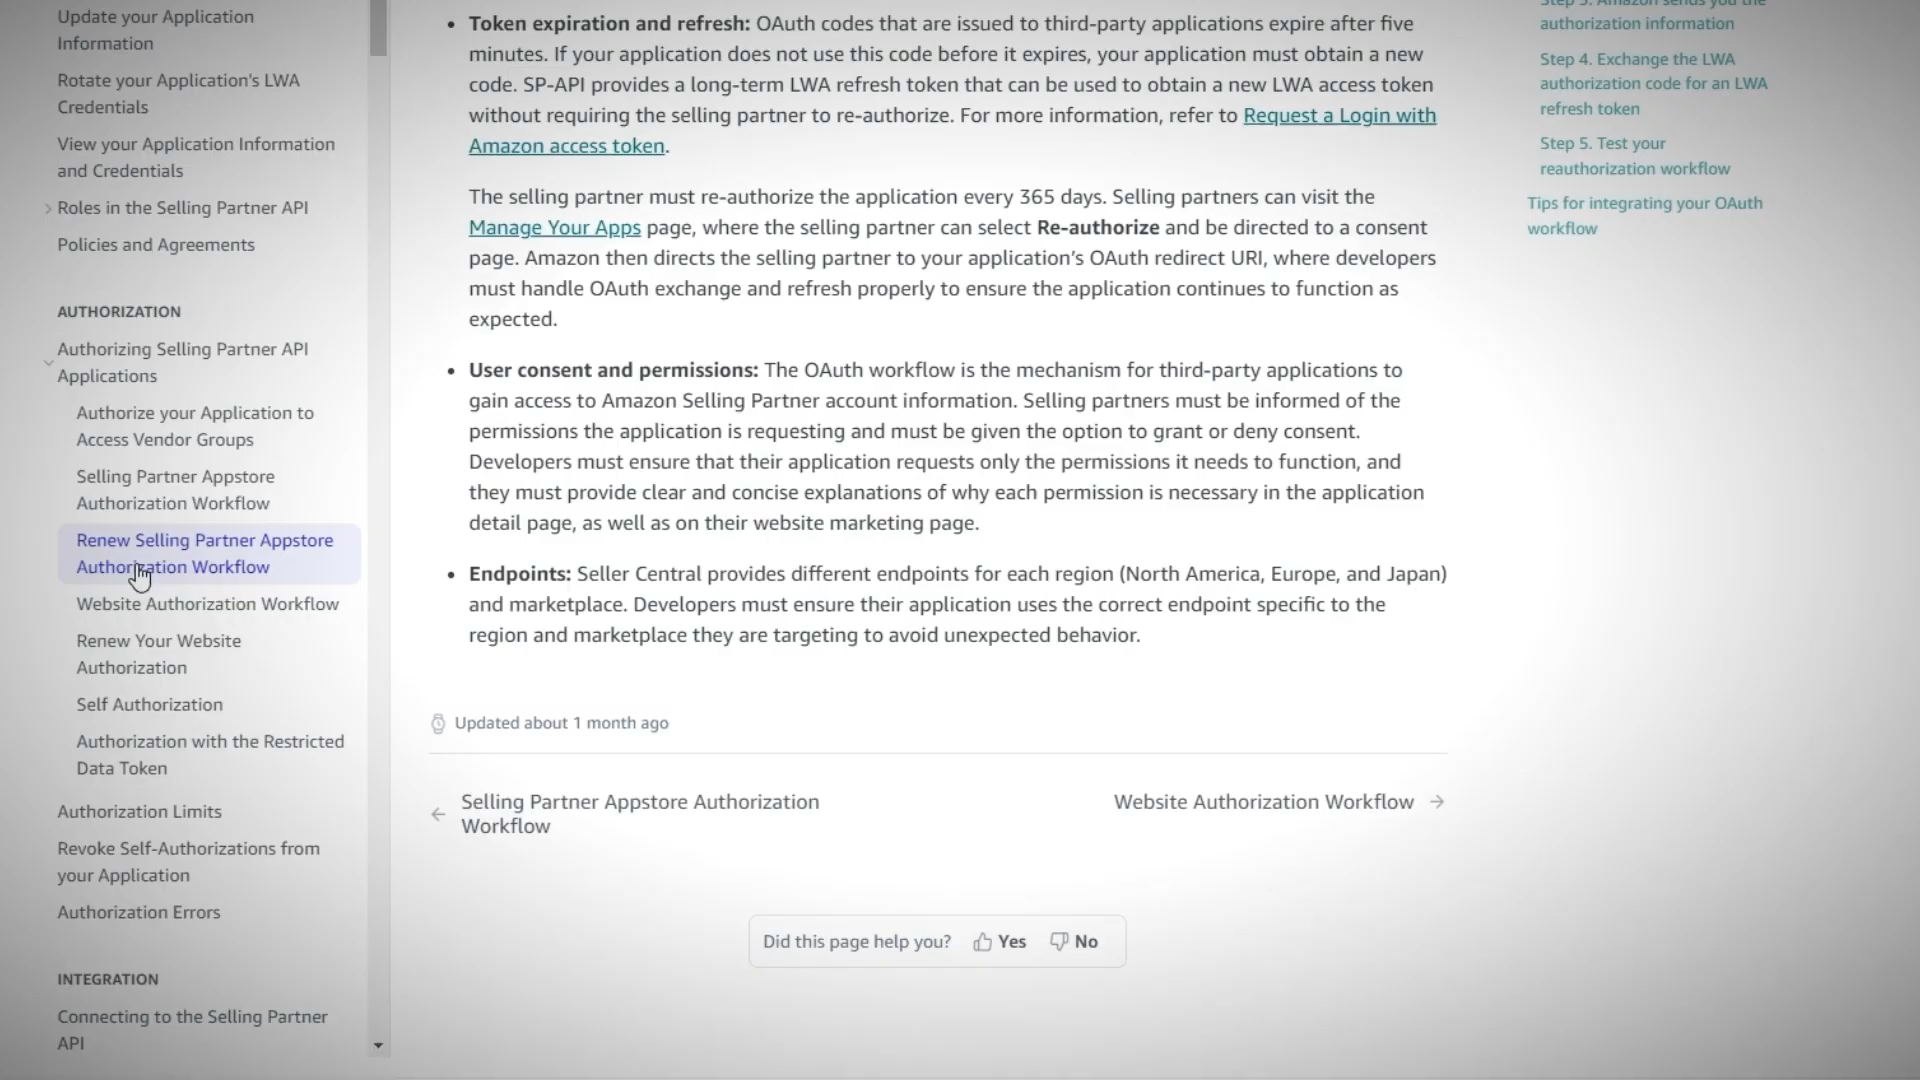 Update your Application
Information
Rotate your Application's LWA
Credentials
View your Application Information
and Credentials
Roles in the Selling Partner API
Policies and Agreements
AUTHORIZATION
Authorizing Selling Partner API
Applications
Authorize your Application to
Access Vendor Groups
Selling Partner Appstore
Authorization Workflow
Renew Selling Partner Appstore
Authorization Workflow
Website Authorization Workflow
Renew Your Website
Authorization
Self Authorization
Authorization with the Restricted
Data Token
Authorization Limits
Revoke Self-Authorizations from
your Application
Authorization Errors
INTEGRATION
Connecting to the Selling Partner
API
• Token expiration and refresh: OAuth codes that are issued to third-party applications expire after five
minutes. If your application does not use this code before it expires, your application must obtain a new
code. SP-API provides a long-term LWA refresh token that can be used to obtain a new LWA access token
without requiring the selling partner to re-authorize. For more information, refer to Request a Login with
Amazon access token.
The selling partner must re-authorize the application every 365 days. Selling partners can visit the
Manage Your Apps page, where the selling partner can select Re-authorize and be directed to a consent
page. Amazon then directs the selling partner to your application's OAuth redirect URI, where developers
must handle OAuth exchange and refresh properly to ensure the application continues to function as
expected.
• User consent and permissions: The OAuth workflow is the mechanism for third-party applications to
gain access to Amazon Selling Partner account information. Selling partners must be informed of the
permissions the application is requesting and must be given the option to grant or deny consent.
Developers must ensure that their application requests only the permissions it needs to function, and
they must provide clear and concise explanations of why each permission is necessary in the application
detail page, as well as on their website marketing page.
• Endpoints: Seller Central provides different endpoints for each region (North America, Europe, and Japan)
and marketplace. Developers must ensure their application uses the correct endpoint specific to the
region and marketplace they are targeting to avoid unexpected behavior.
Updated about 1 month ago
← Selling Partner Appstore Authorization
Workflow
Website Authorization Workflow →
Did this page help you? Yes No
Step 3. Amazon sends you the
authorization information
Step 4. Exchange the LWA
authorization code for an LWA
refresh token
Step 5. Test your
reauthorization workflow
Tips for integrating your OAuth
workflow